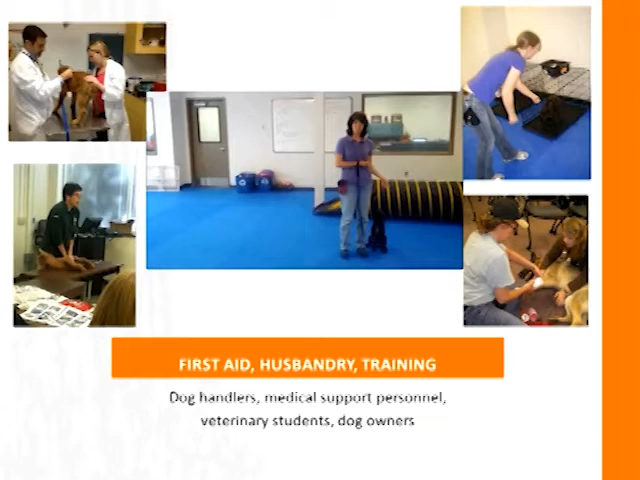 FIRST AID, HUSBANDRY, TRAINING
Dog handlers, medical support personnel,
veterinary students, dog owners